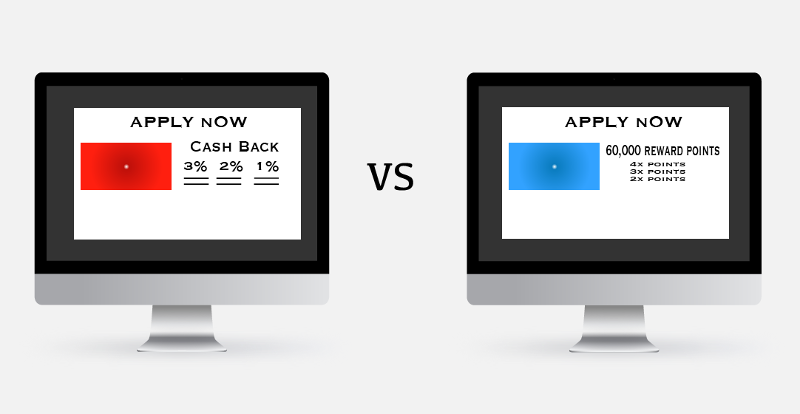 APPLY NOW
CASH BACK
3% 2% 1%
VS
APPLY NOW
60,000 REWARD POINTS
4X POINTS
3X POINTS
2X POINTS